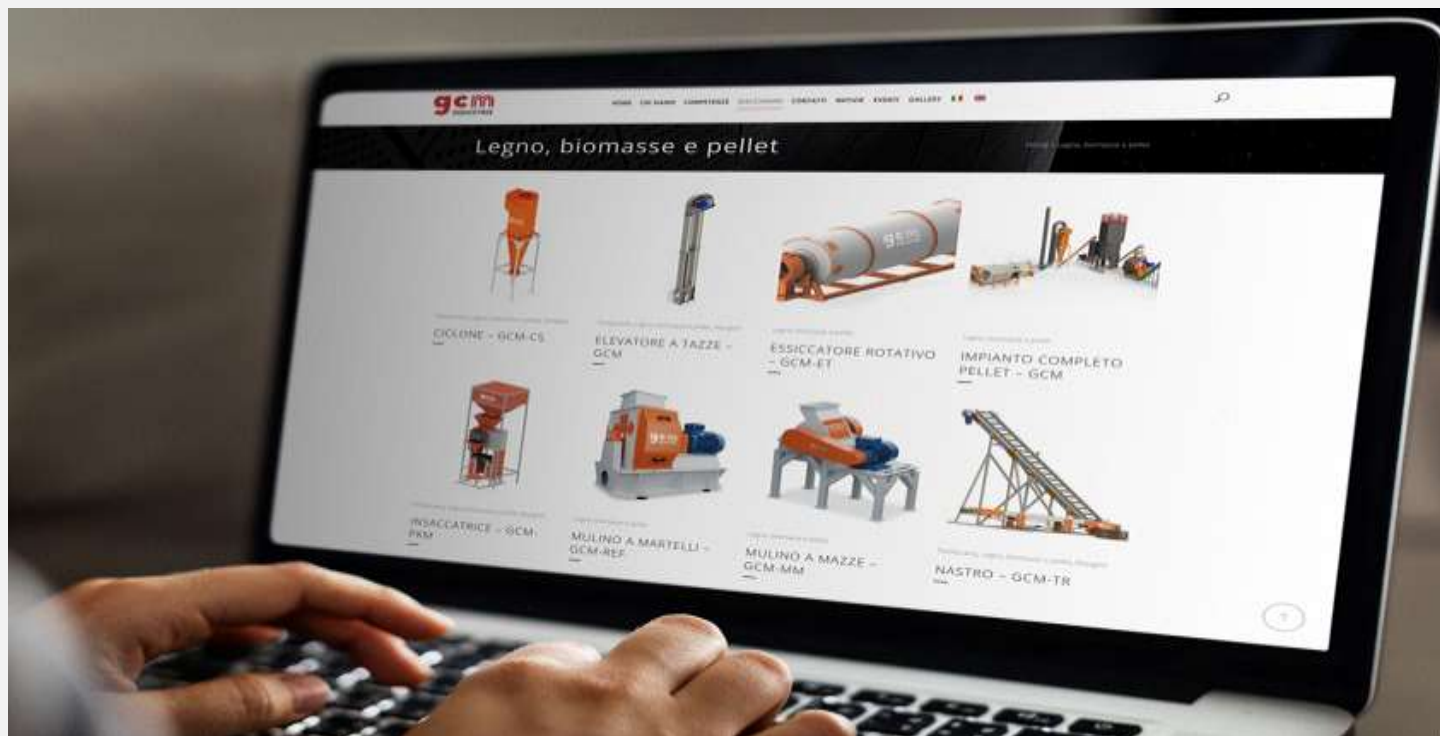 gcm
INDUSTRIES
HOME CHI SIAMO COMPETENZE MACCHINARI CONTATTI NOTIZIE EVENTI GALLERY
Legno, biomasse e pellet
CICLONE – GCM-CS
ELEVATORE A TAZZE –
GCM
ESSICCATORE ROTATIVO
– GCM-ET
IMPIANTO COMPLETO
PELLET – GCM
INSACCATRICE – GCM-
PKM
MULINO A MARTELLI –
GCM-REF
MULINO A MAZZE –
GCM-MM
NASTRO – GCM-TR